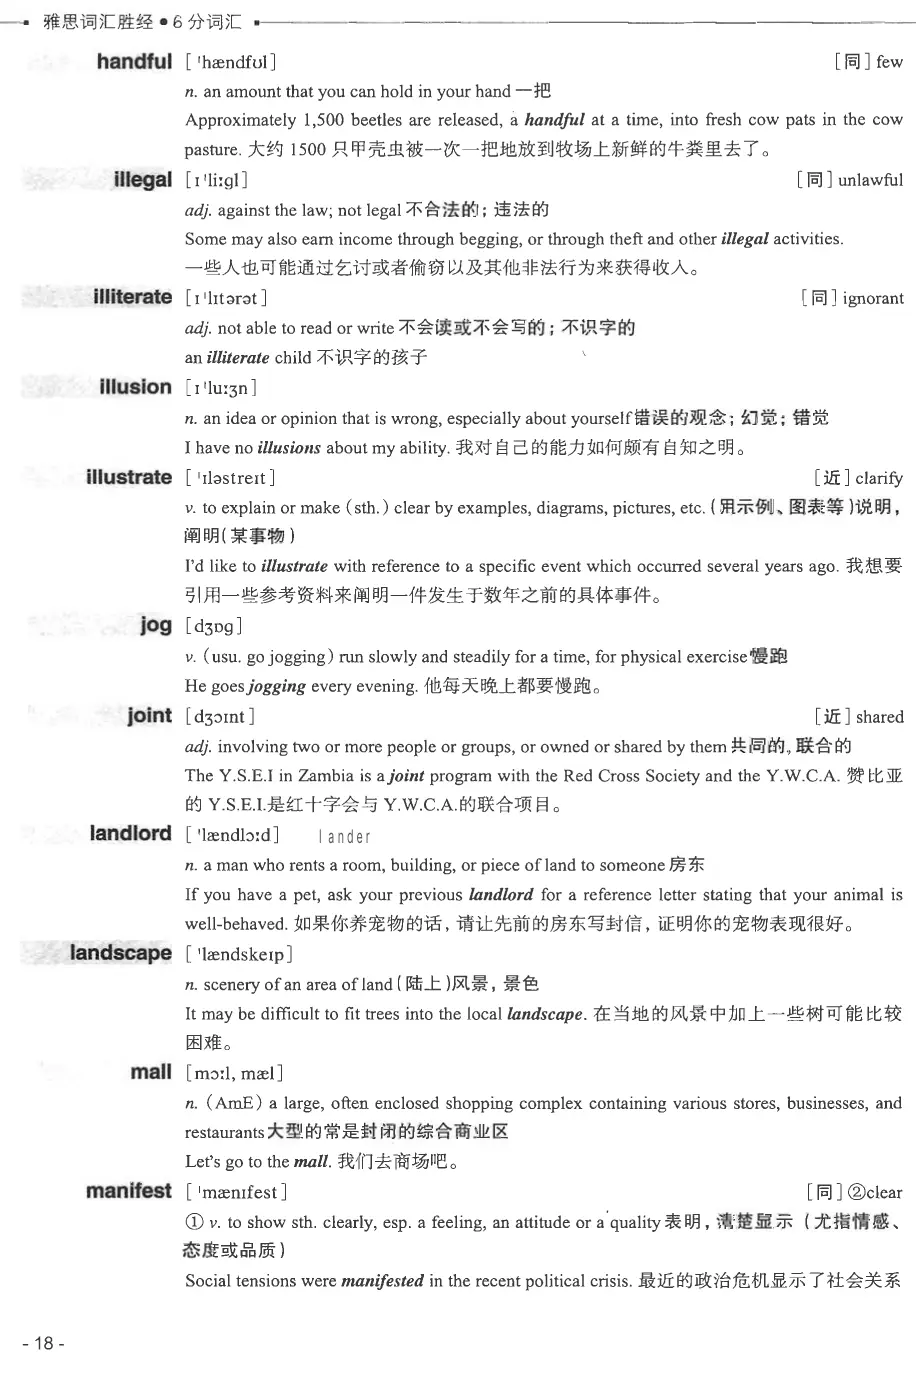 雅思词汇胜经●6分词汇
handful [ˈhændfʊl] [同] few
n. an amount that you can hold in your hand 一把
Approximately 1,500 beetles are released, a handful at a time, into fresh cow pats in the cow
pasture. 大约 1500 只甲壳虫被一次一把地放到牧场上新鲜的牛粪里去了。
illegal [ɪˈliːgl] [同] unlawful
adj. against the law; not legal 不合法的；违法的
Some may also earn income through begging, or through theft and other illegal activities.
一些人也可能通过乞讨或者偷窃以及其他非法行为来获得收人。
illiterate [ɪˈlɪtərət] [同] ignorant
adj. not able to read or write 不会读或不会写的；不识字的
an illiterate child 不识字的孩子
illusion [ɪˈluːʒn]
n. an idea or opinion that is wrong, especially about yourself 错误的观念；幻觉；错觉
I have no illusions about my ability. 我对自己的能力如何颇有自知之明。
illustrate [ˈɪləstreɪt] [近] clarify
v. to explain or make (sth.) clear by examples, diagrams, pictures, etc. (用示例、图表等)说明，
阐明(某事物)
I'd like to illustrate with reference to a specific event which occurred several years ago. 我想要
引用一些参考资料来阐明一件发生于数年之前的具体事件。
jog [dʒɒg]
v. (usu. go jogging) run slowly and steadily for a time, for physical exercise 慢跑
He goes jogging every evening. 他每天晚上都要慢跑。
joint [dʒɔɪnt] [近] shared
adj. involving two or more people or groups, or owned or shared by them 共同的，联合的
The Y.S.E.I in Zambia is a joint program with the Red Cross Society and the Y.W.C.A. 赞比亚
的 Y.S.E.I.是红十字会与 Y.W.C.A.的联合项目。
landlord [ˈlændlɔːd] lander
n. a man who rents a room, building, or piece of land to someone 房东
If you have a pet, ask your previous landlord for a reference letter stating that your animal is
well-behaved. 如果你养宠物的话，请让先前的房东写封信，证明你的宠物表现很好。
landscape [ˈlændskeɪp]
n. scenery of an area of land (陆上)风景，景色
It may be difficult to fit trees into the local landscape. 在当地的风景中加上一些树可能比较
困难。
mall [mɔːl, mæl]
n. (AmE) a large, often enclosed shopping complex containing various stores, businesses, and
restaurants 大型的常是封闭的综合商业区
Let's go to the mall. 我们去商场吧。
manifest [ˈmænɪfest] [同] ②clear
① v. to show sth. clearly, esp. a feeling, an attitude or a quality 表明，清楚显示（尤指情感、
态度或品质）
Social tensions were manifested in the recent political crisis. 最近的政治危机显示了社会关系
- 18 -